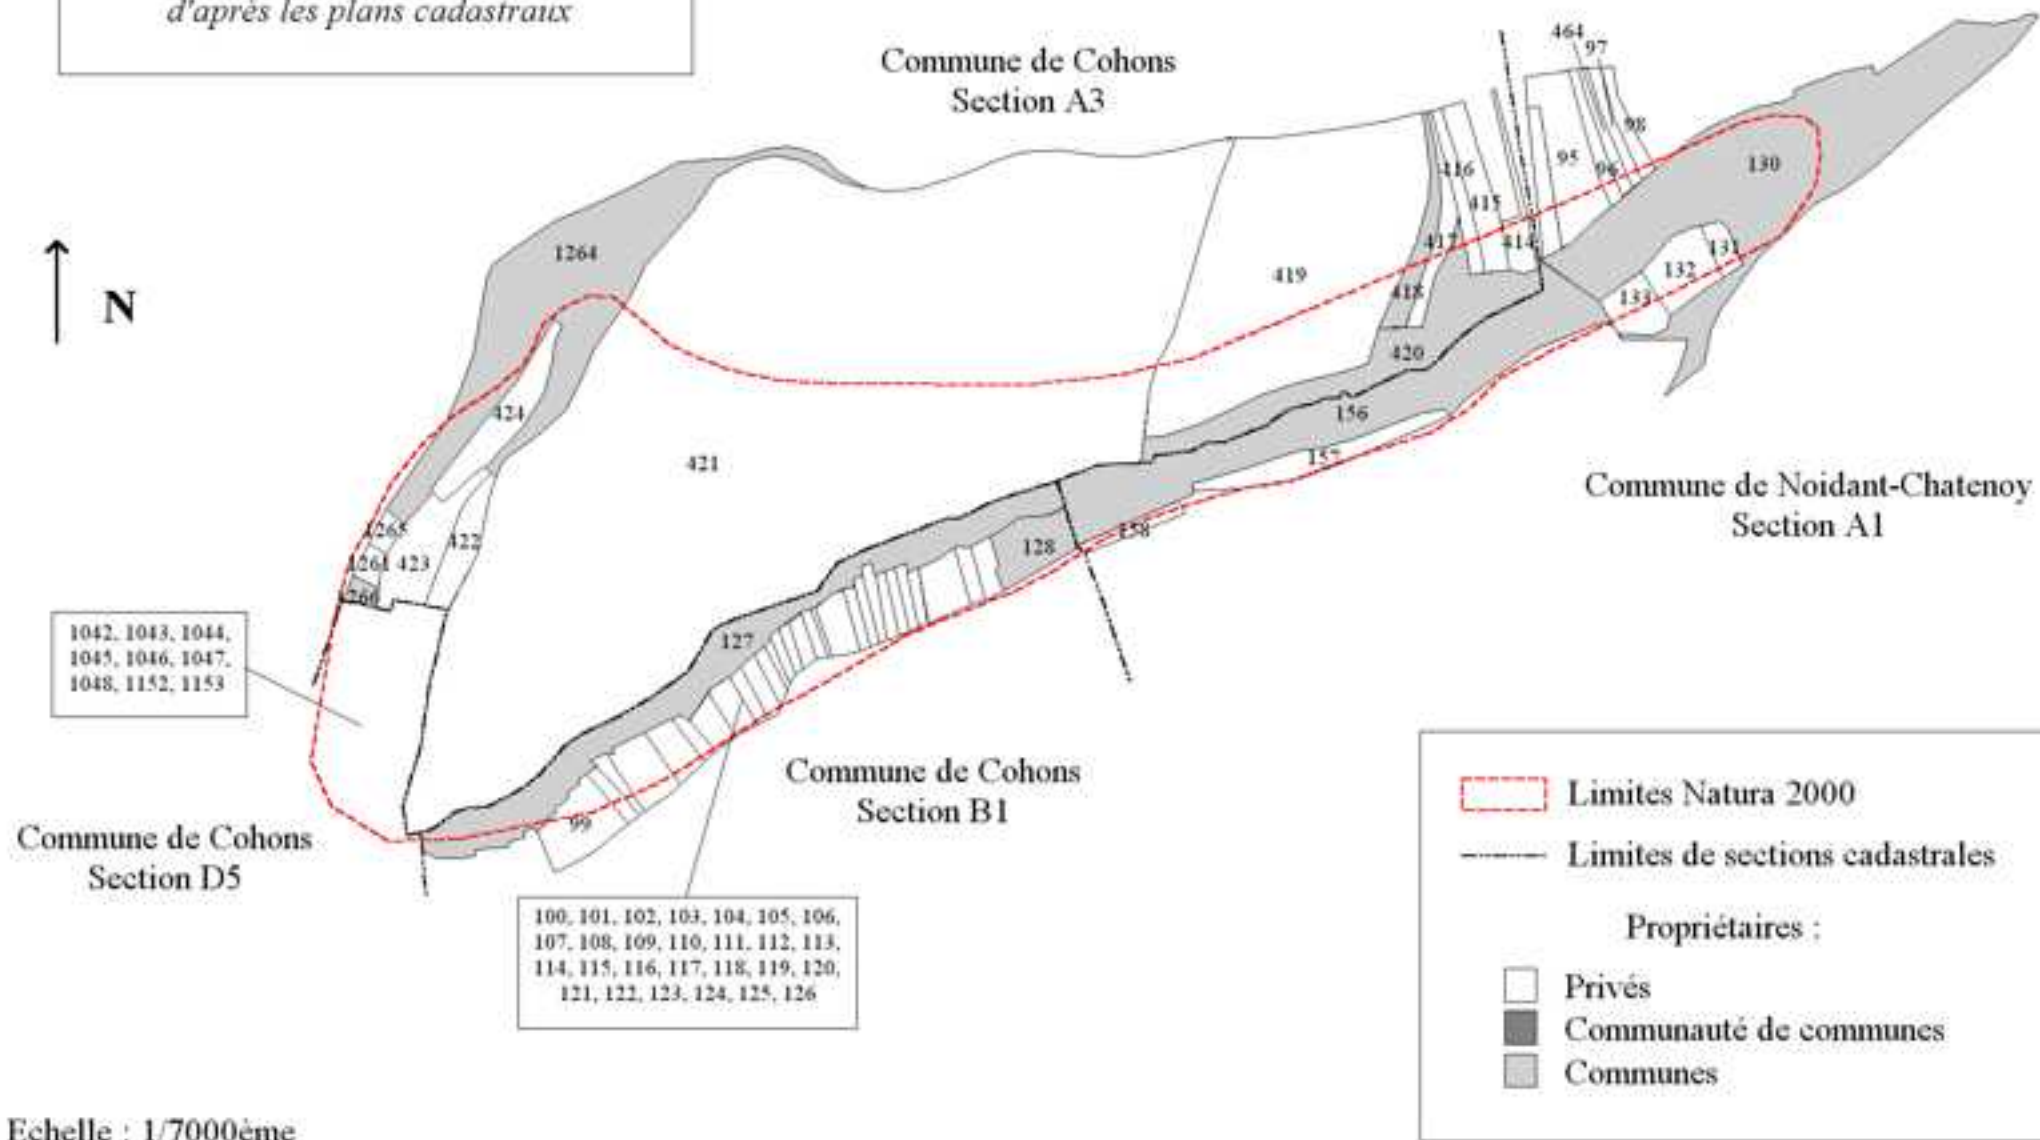 d'après les plans cadastraux
Commune de Cohons
Section A3
464
97
98
95
96
130
416
415
414
417
418
419
420
131
132
133
1264
N
424
421
156
157
158
Commune de Noidant-Chatenoy
Section A1
1265
1261
423
422
128
127
1042, 1043, 1044,
1045, 1046, 1047,
1048, 1152, 1153
99
Commune de Cohons
Section B1
Commune de Cohons
Section D5
100, 101, 102, 103, 104, 105, 106,
107, 108, 109, 110, 111, 112, 113,
114, 115, 116, 117, 118, 119, 120,
121, 122, 123, 124, 125, 126
Limites Natura 2000
Limites de sections cadastrales
Propriétaires :
Privés
Communauté de communes
Communes
Echelle : 1/7000ème